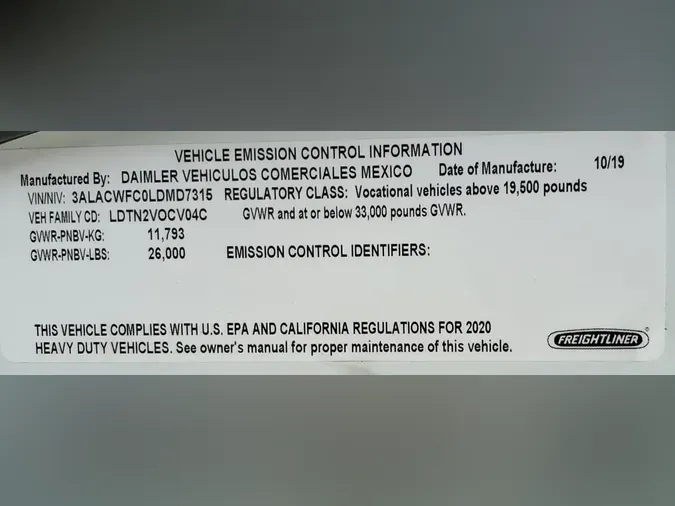 VEHICLE EMISSION CONTROL INFORMATION
Manufactured By: DAIMLER VEHICULOS COMERCIALES MEXICO Date of Manufacture: 10/19
VIN/NIV: 3ALACWFC0LDMD7315 REGULATORY CLASS: Vocational vehicles above 19,500 pounds
VEH FAMILY CD: LDTN2VOCV04C GVWR and at or below 33,000 pounds GVWR.
GVWR-PNBV-KG: 11,793
GVWR-PNBV-LBS: 26,000 EMISSION CONTROL IDENTIFIERS:
THIS VEHICLE COMPLIES WITH U.S. EPA AND CALIFORNIA REGULATIONS FOR 2020
HEAVY DUTY VEHICLES. See owner's manual for proper maintenance of this vehicle.
FREIGHTLINER®